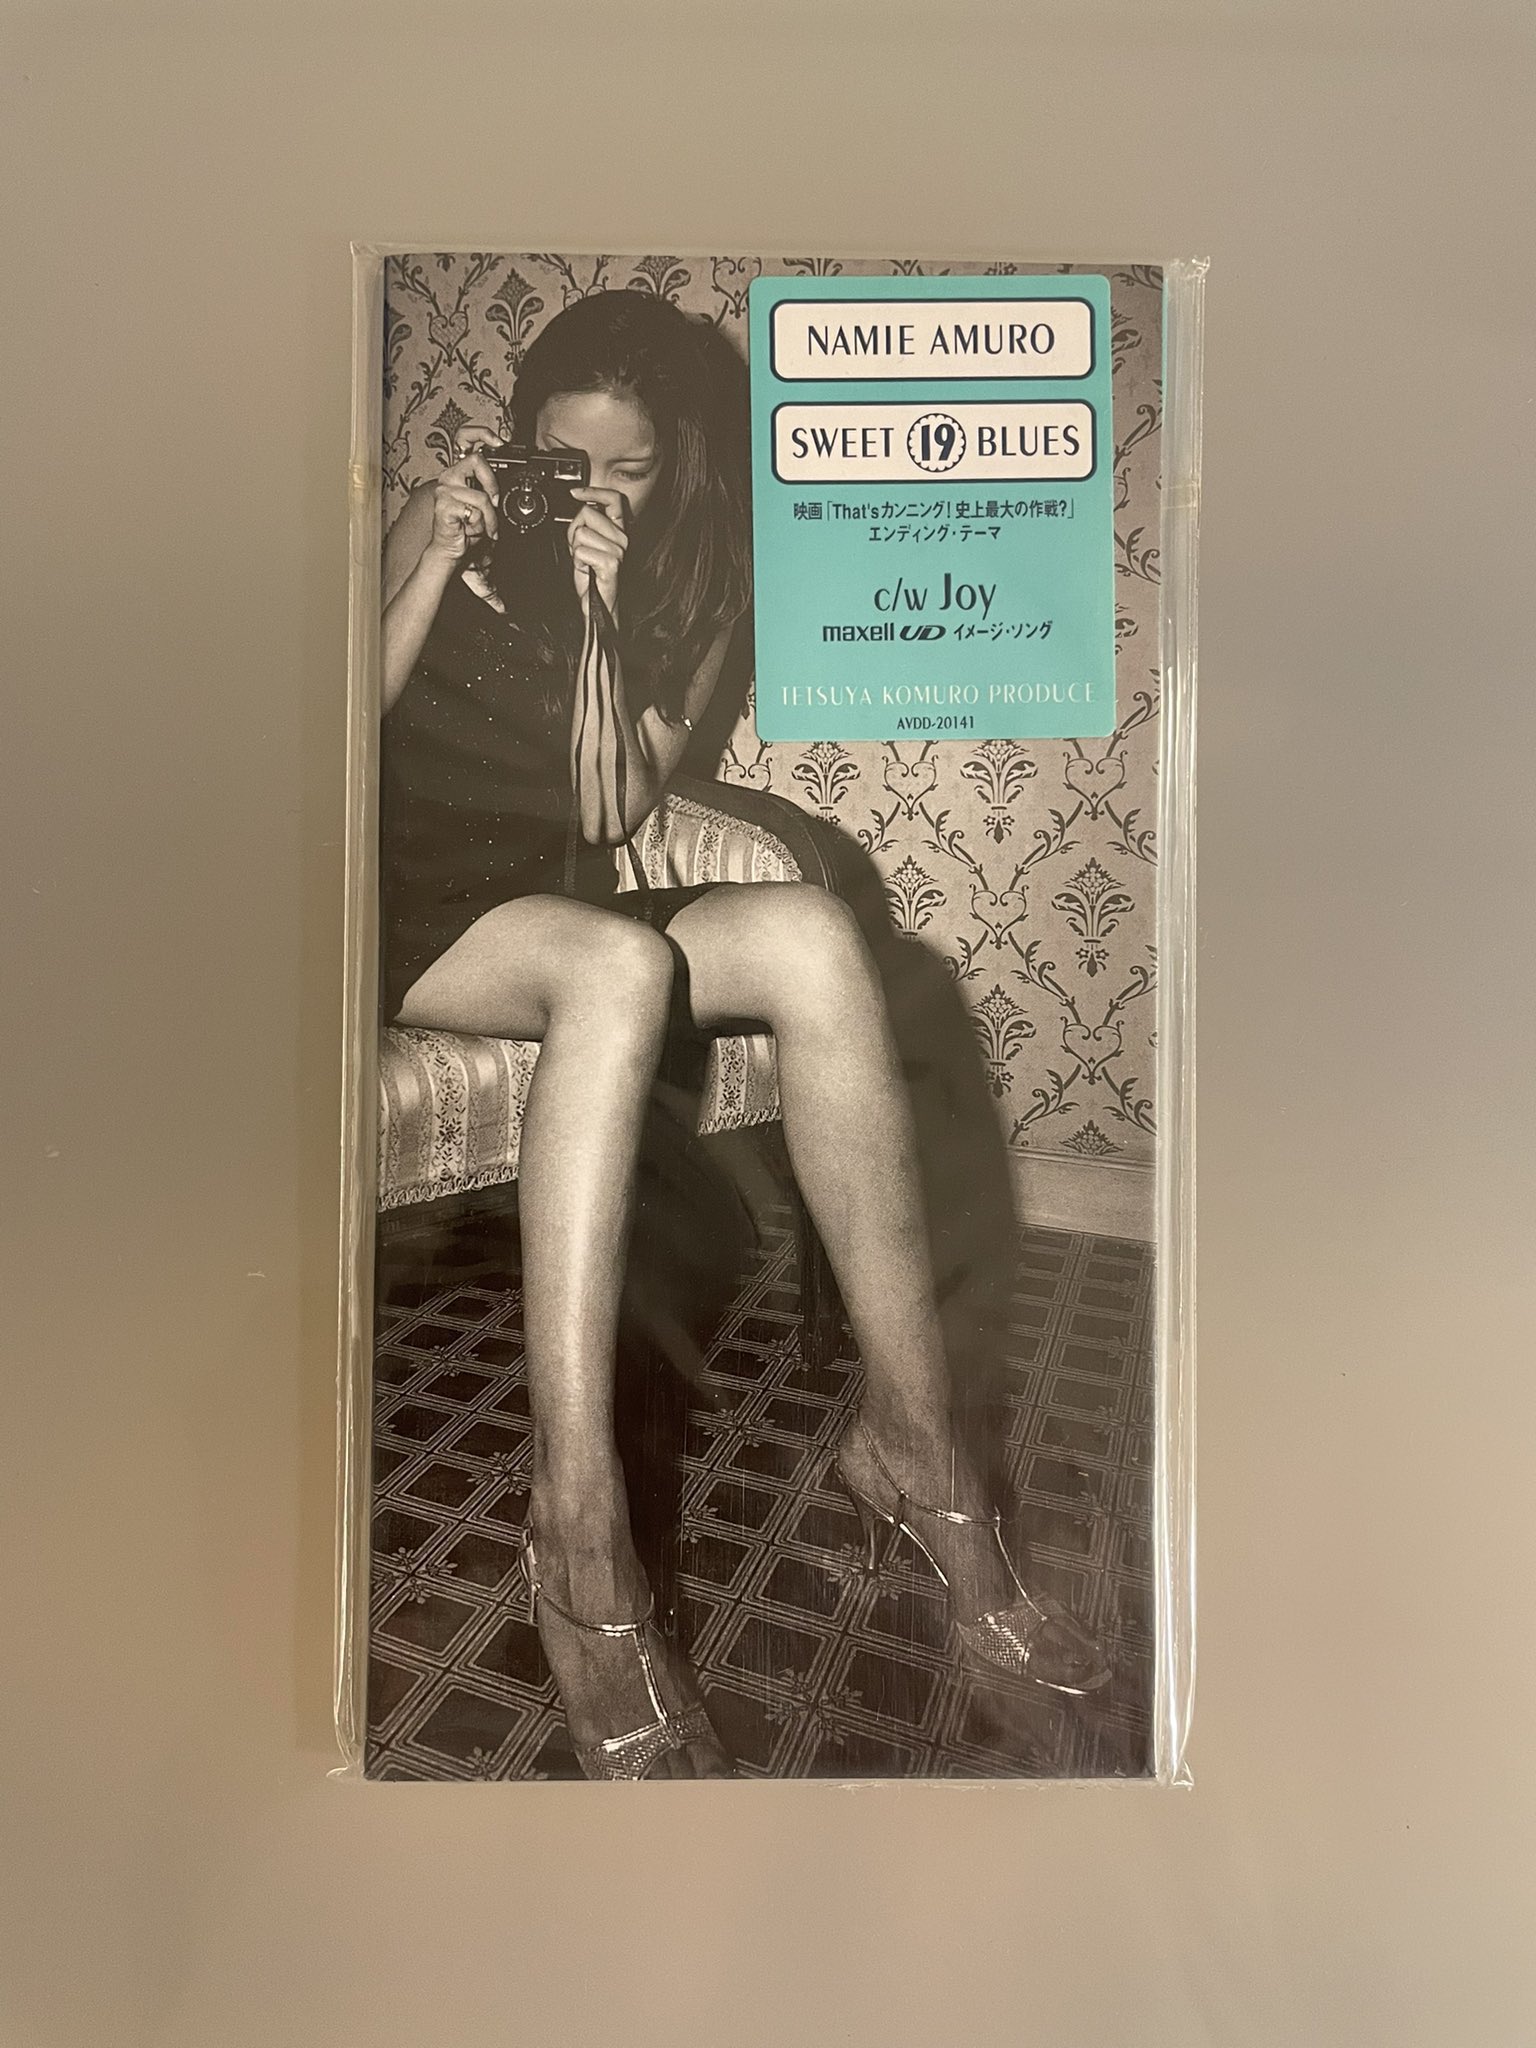 NAMIE AMURO
SWEET 19 BLUES
映画「That'sカンニング!史上最大の作戦?」
エンディング・テーマ
c/w Joy
maxell UD イメージ・ソング
TETSUYA KOMURO PRODUCE
AVDD-20141